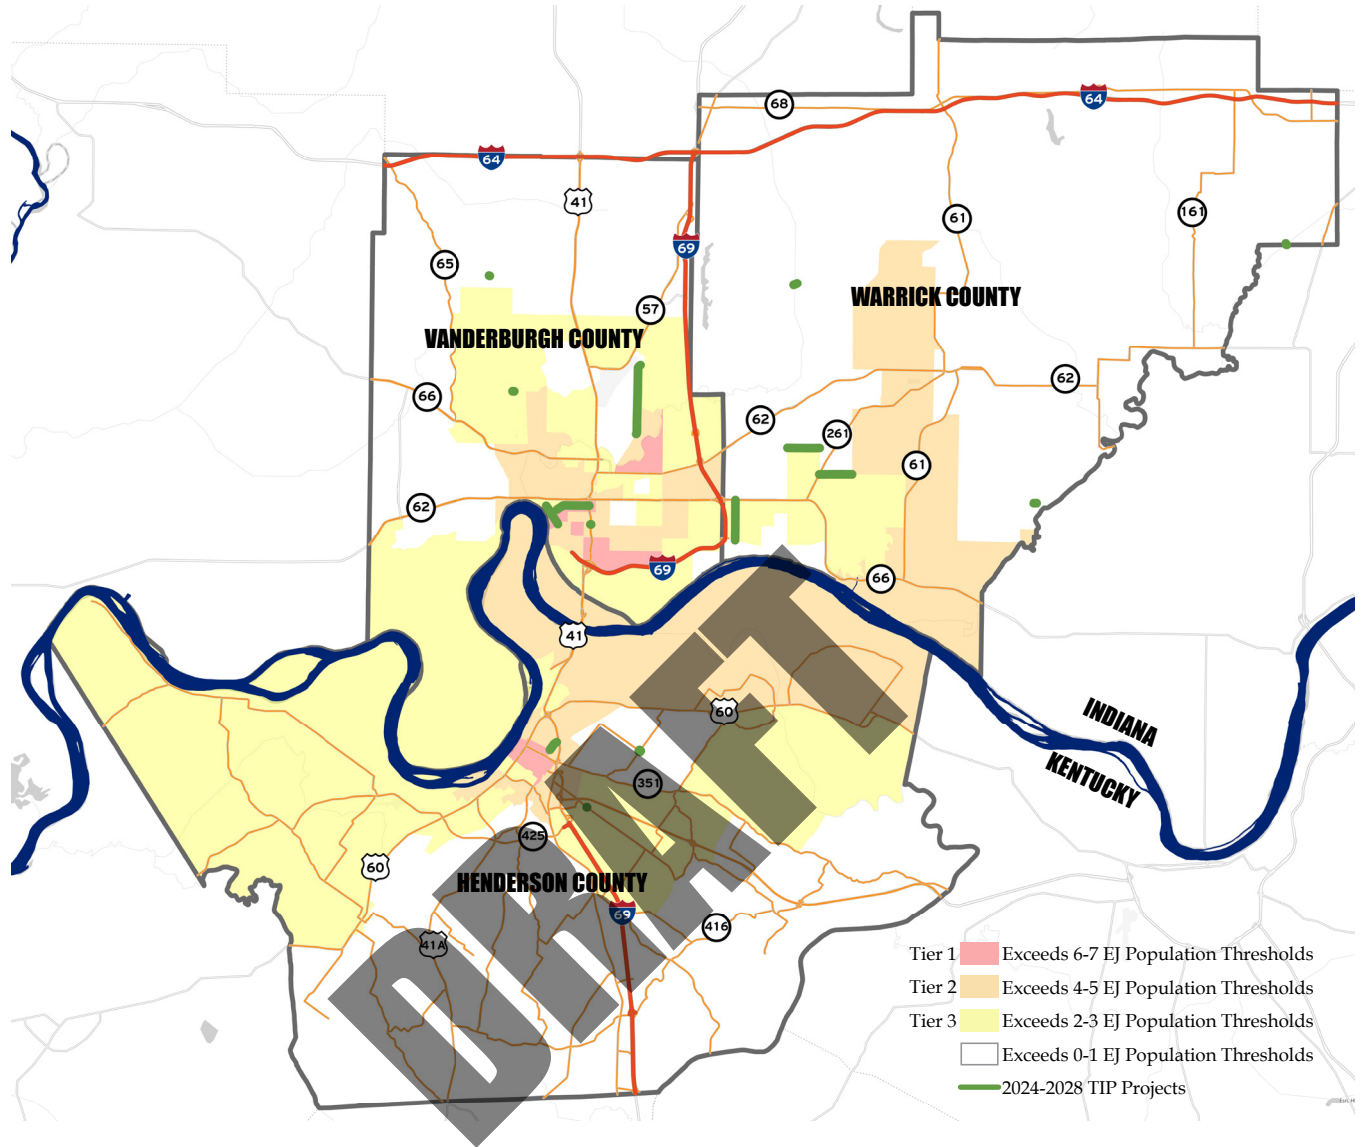 68
64
64
41
61
161
69
65
WARRICK COUNTY
57
VANDERBURGH COUNTY
62
66
62
261
61
62
69
66
41
INDIANA
60
KENTUCKY
351
425
60
HENDERSON COUNTY
69
416
41A
DRAFT
Tier 1 Exceeds 6-7 EJ Population Thresholds
Tier 2 Exceeds 4-5 EJ Population Thresholds
Tier 3 Exceeds 2-3 EJ Population Thresholds
Exceeds 0-1 EJ Population Thresholds
2024-2028 TIP Projects